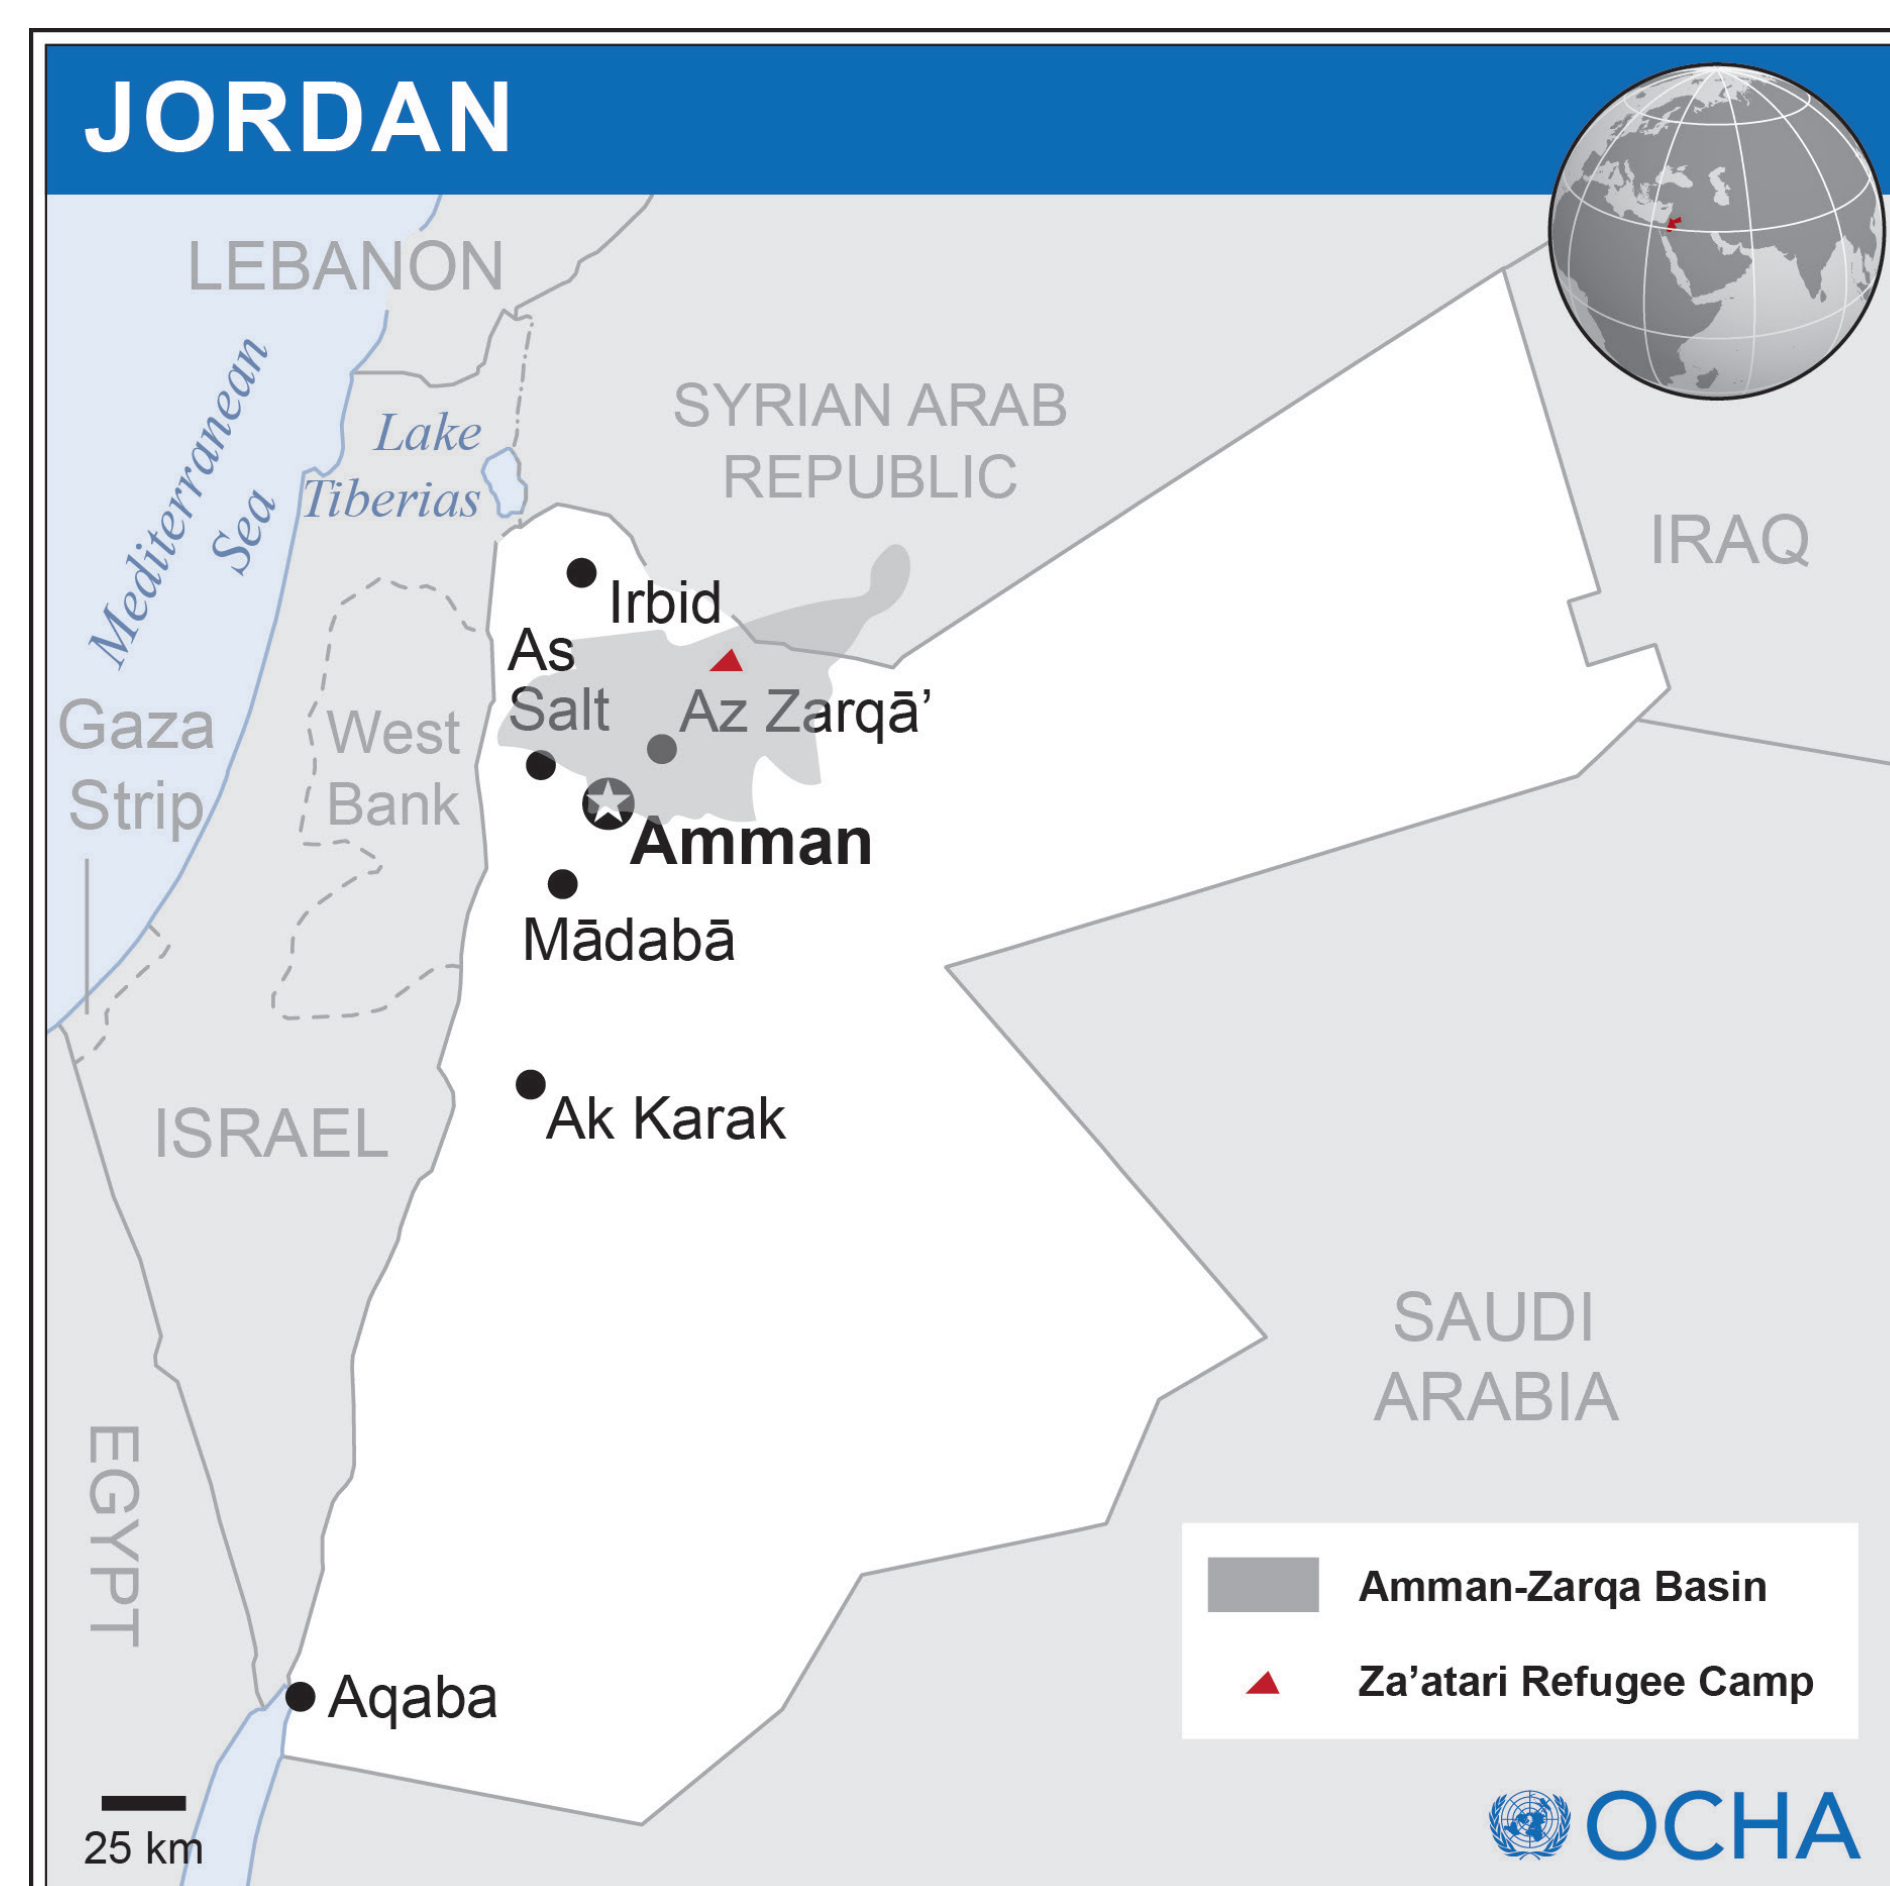 JORDAN
LEBANON
Mediterranean
Sea
Lake
Tiberias
SYRIAN ARAB
REPUBLIC
IRAQ
Irbid
As
Salt
Az Zarqā’
Gaza
Strip
West
Bank
Amman
Mādabā
Ak Karak
ISRAEL
SAUDI
ARABIA
EGYPT
Aqaba
Amman-Zarqa Basin
Za’atari Refugee Camp
25 km
OCHA